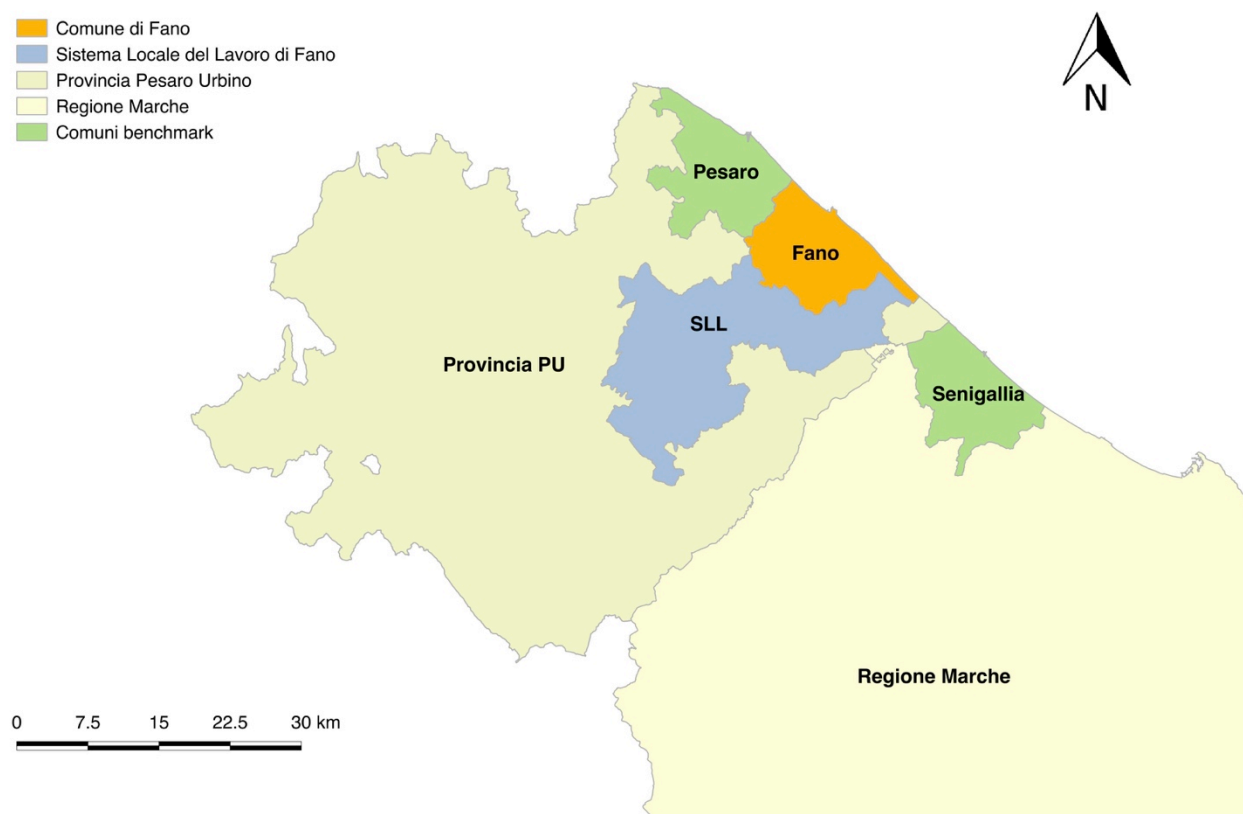 Comune di Fano
Sistema Locale del Lavoro di Fano
Provincia Pesaro Urbino
Regione Marche
Comuni benchmark
N
Pesaro
Fano
SLL
Provincia PU
Senigallia
Regione Marche
0 7.5 15 22.5 30 km